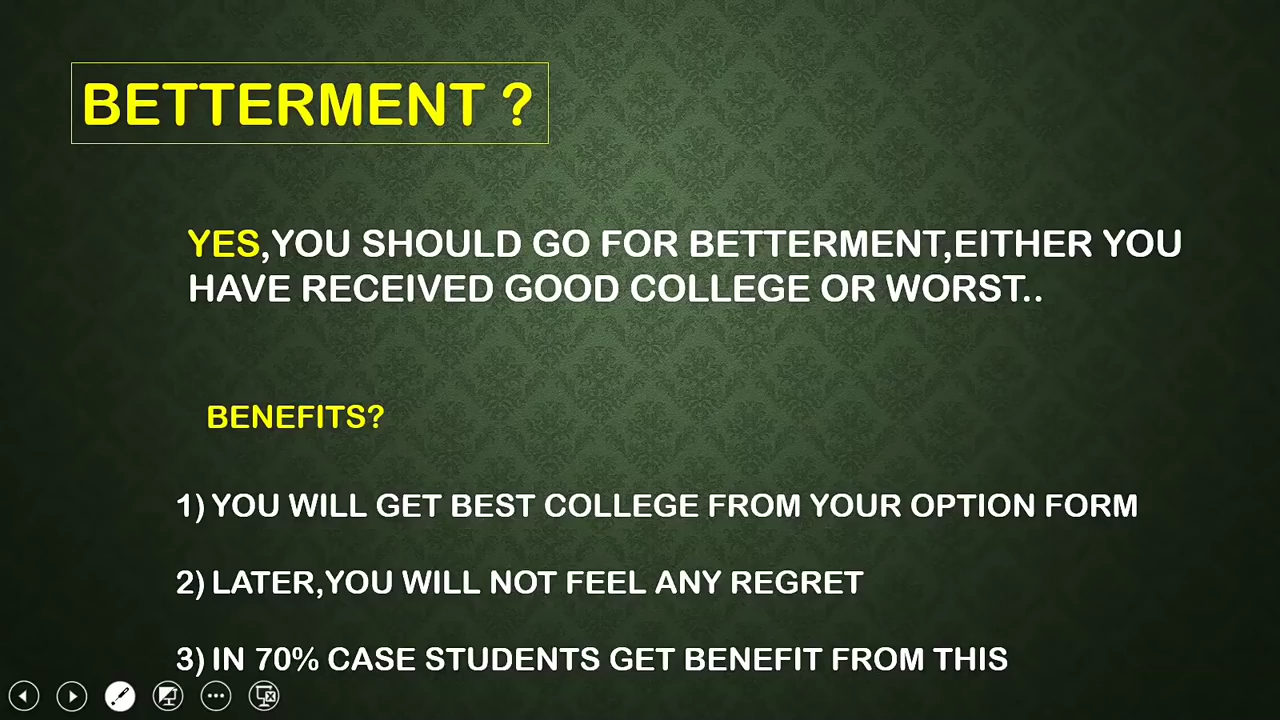 BETTERMENT ?
YES,YOU SHOULD GO FOR BETTERMENT,EITHER YOU
HAVE RECEIVED GOOD COLLEGE OR WORST..
BENEFITS?
1) YOU WILL GET BEST COLLEGE FROM YOUR OPTION FORM
2) LATER,YOU WILL NOT FEEL ANY REGRET
3) IN 70% CASE STUDENTS GET BENEFIT FROM THIS